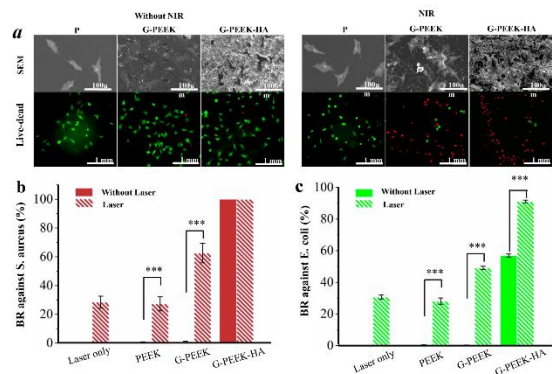 a
Without NIR
NIR
P
G-PEEK
G-PEEK-HA
P
G-PEEK
G-PEEK-HA
SEM
100μ
100μ
100μ
100μ
100μ
m
m
Live-dead
1 mm
1 mm
1 mm
1 mm
1 mm
1 mm
b
BR against S. aureus (%)
Without Laser
Laser
***
***
100
80
60
40
20
0
Laser only
PEEK
G-PEEK
G-PEEK-HA
c
BR against E. coli (%)
Without Laser
Laser
***
***
***
100
80
60
40
20
0
Laser only
PEEK
G-PEEK
G-PEEK-HA